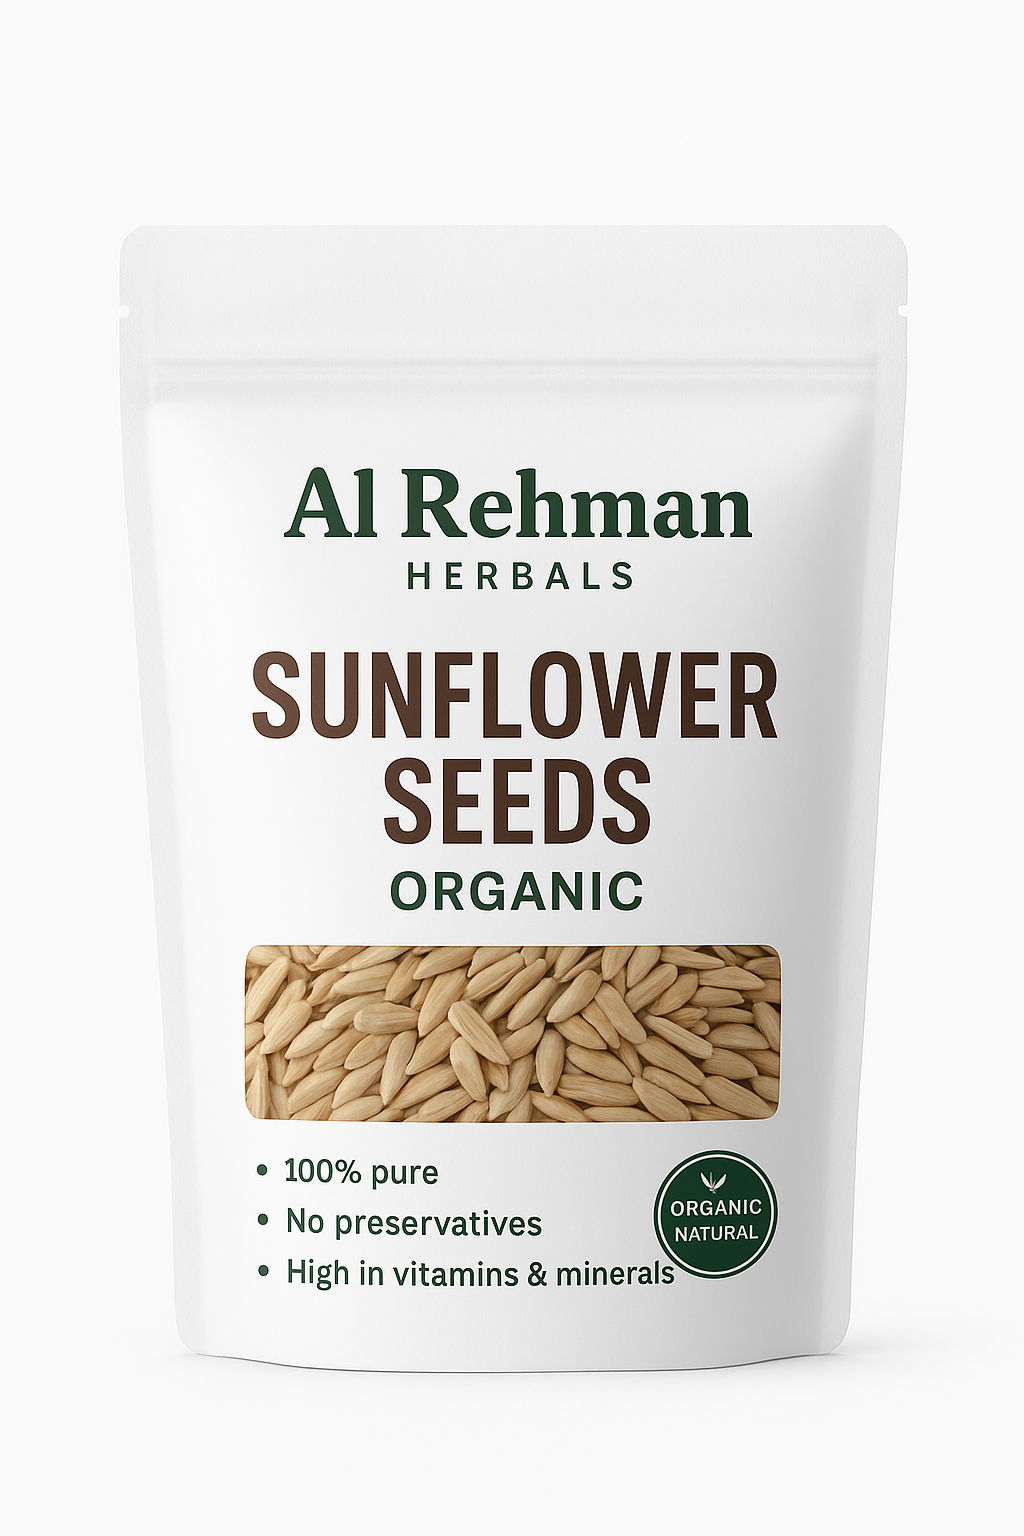 Al Rehman
HERBALS
SUNFLOWER
SEEDS
ORGANIC
• 100% pure
• No preservatives
• High in vitamins & minerals
ORGANIC
NATURAL